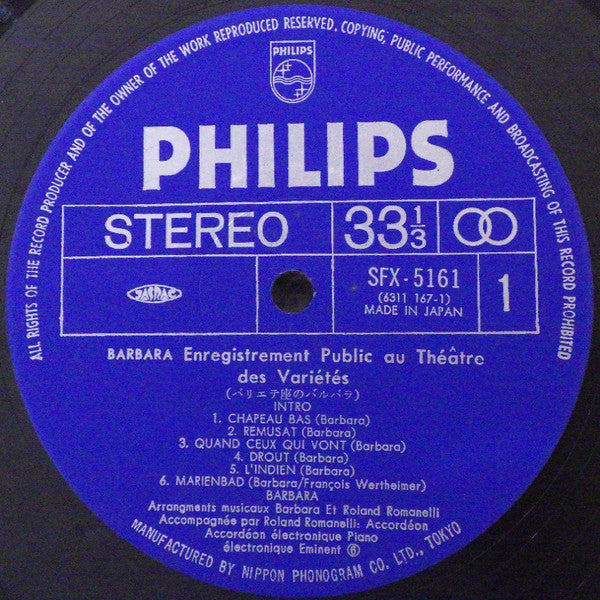 ALL RIGHTS OF THE RECORD PRODUCER AND OF THE OWNER OF THE WORK REPRODUCED RESERVED. COPYING, PUBLIC PERFORMANCE AND BROADCASTING OF THIS RECORD PROHIBITED
PHILIPS
PHILIPS
STEREO 33 1/3
JASRAC SFX-5161 1
(6311 167-1)
MADE IN JAPAN
BARBARA Enregistrement Public au Théâtre
des Variétés
(バリエテ座のバルバラ)
INTRO
1. CHAPEAU BAS (Barbara)
2. REMUSAT (Barbara)
3. QUAND CEUX QUI VONT (Barbara)
4. DROUT (Barbara)
5. L'INDIEN (Barbara)
6. MARIENBAD (Barbara/François Wertheimer)
BARBARA
Arrangments musicaux Barbara Et Roland Romanelli
Accompagnée par Roland Romanelli: Accordéon
Accordéon électronique Piano
électronique Eminent ⑥
MANUFACTURED BY NIPPON PHONOGRAM CO. LTD., TOKYO